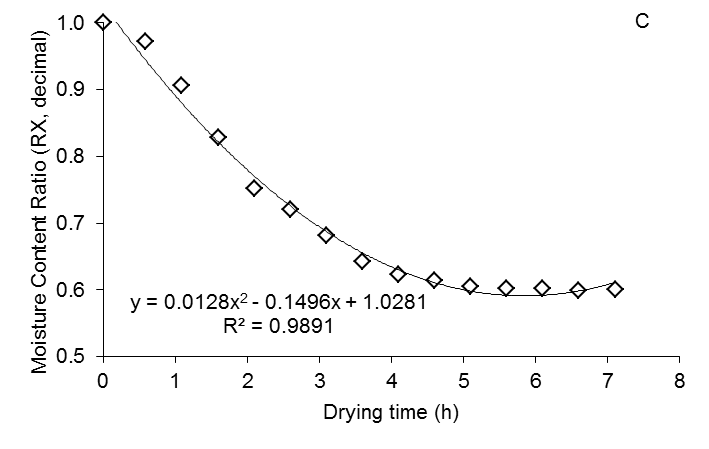 C
Moisture Content Ratio (RX, decimal)
1.0
0.9
0.8
0.7
0.6
0.5
y = 0.0128x² - 0.1496x + 1.0281
R² = 0.9891
0 1 2 3 4 5 6 7 8
Drying time (h)